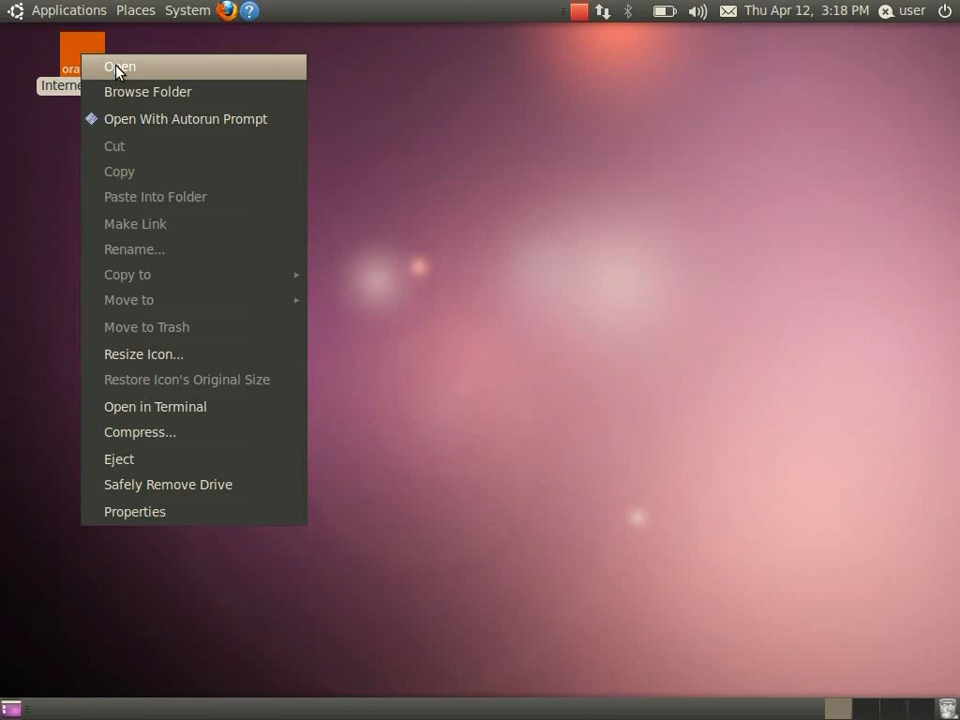 Applications Places System Thu Apr 12, 3:18 PM user
ora
Interne
Open
Browse Folder
Open With Autorun Prompt
Cut
Copy
Paste Into Folder
Make Link
Rename...
Copy to
Move to
Move to Trash
Resize Icon...
Restore Icon's Original Size
Open in Terminal
Compress...
Eject
Safely Remove Drive
Properties